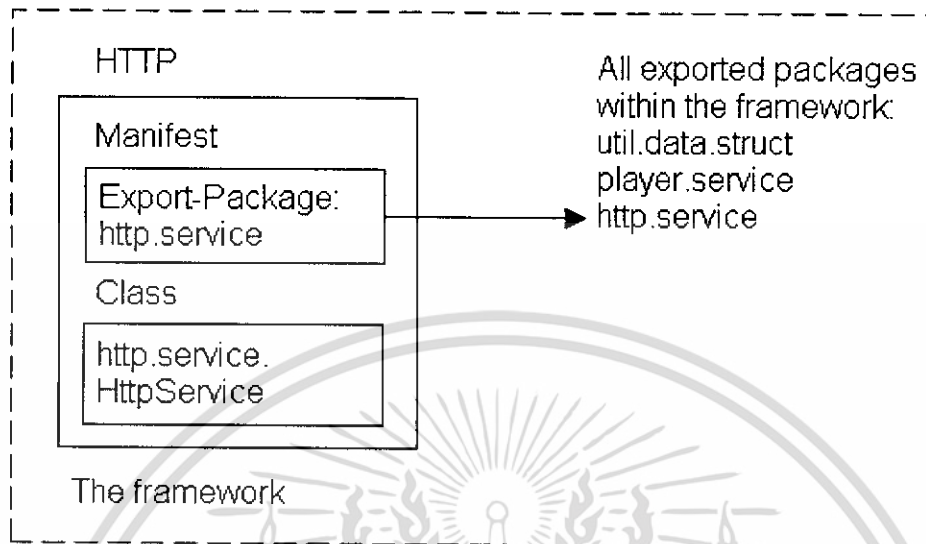 HTTP
Manifest
Export-Package:
http.service
Class
http.service.
HttpService
The framework
All exported packages
within the framework:
util.data.struct
player.service
http.service